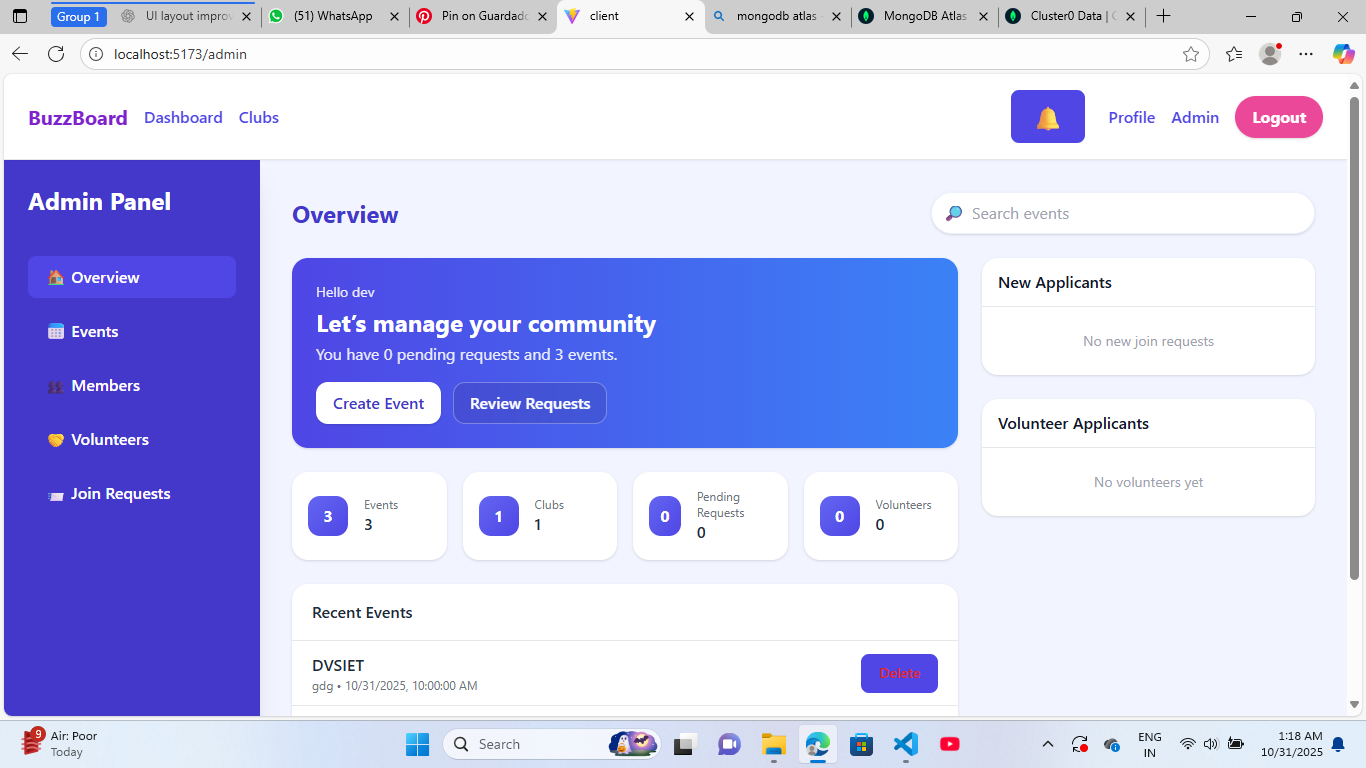 Group 1
UI layout improv
(51) WhatsApp
Pin on Guardado
client
mongodb atlas
MongoDB Atlas
Cluster0 Data |
localhost:5173/admin
BuzzBoard
Dashboard
Clubs
Profile
Admin
Logout
Admin Panel
Overview
Events
Members
Volunteers
Join Requests
Overview
Search events
Hello dev
Let’s manage your community
You have 0 pending requests and 3 events.
Create Event
Review Requests
3
Events
3
1
Clubs
1
0
Pending
Requests
0
0
Volunteers
0
New Applicants
No new join requests
Volunteer Applicants
No volunteers yet
Recent Events
DVSIET
gdg • 10/31/2025, 10:00:00 AM
Delete
9
Air: Poor
Today
Search
ENG
IN
1:18 AM
10/31/2025